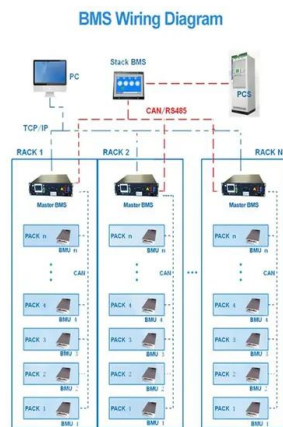 BMS Wiring Diagram
Stack BMS
PC
PCS
CAN/RS485
TCP/IP
RACK 1
RACK 2
RACK N
Master BMS
Master BMS
Master BMS
PACK n
PACK n
PACK n
BMU n
BMU n
BMU n
CAN
CAN
CAN
PACK 4
PACK 4
PACK 4
BMU 4
BMU 4
BMU 4
PACK 3
PACK 3
PACK 3
BMU 3
BMU
BMU 3
PACK 2
PACK 2
PACK 2
BMU 2
BMU 2
BMU 2
PACK 1
PACK 1
PACK 1
BMU 1
BMU 1
BMU 1